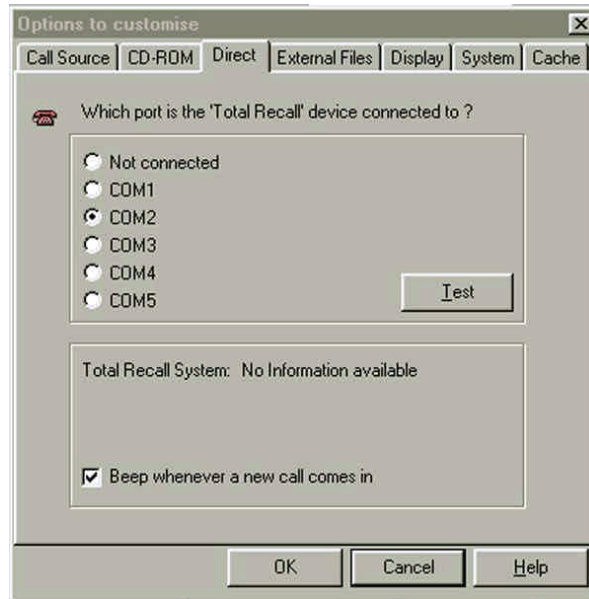 Options to customise
Call Source CD-ROM Direct External Files Display System Cache
Which port is the 'Total Recall' device connected to ?
Not connected
COM1
COM2
COM3
COM4
COM5
Test
Total Recall System: No Information available
Beep whenever a new call comes in
OK Cancel Help